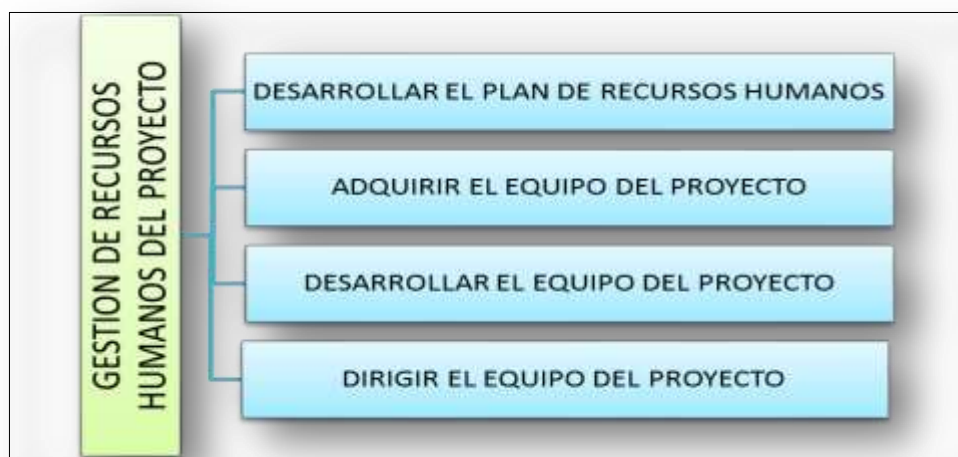 GESTION DE RECURSOS
HUMANOS DEL PROYECTO
DESARROLLAR EL PLAN DE RECURSOS HUMANOS
ADQUIRIR EL EQUIPO DEL PROYECTO
DESARROLLAR EL EQUIPO DEL PROYECTO
DIRIGIR EL EQUIPO DEL PROYECTO